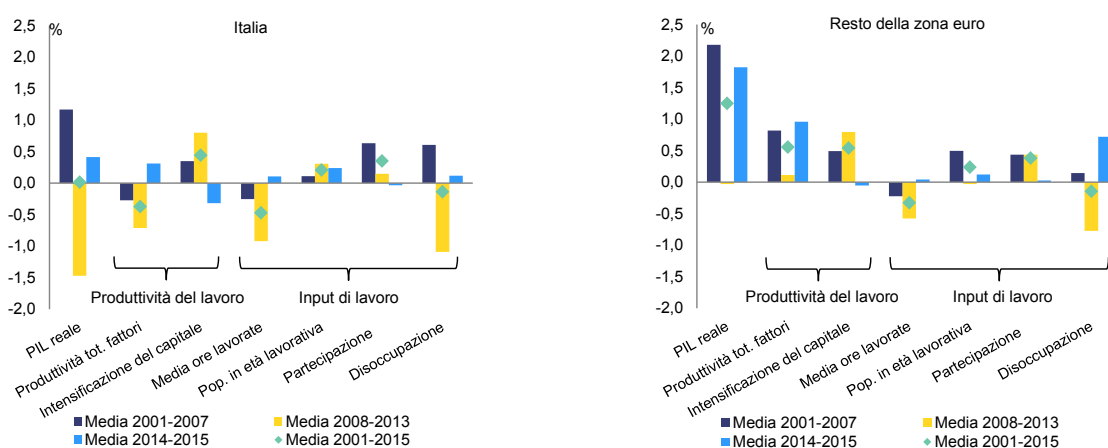 Italia
%
2,5
2,0
1,5
1,0
0,5
0,0
-0,5
-1,0
-1,5
-2,0
Produttività del lavoro
Input di lavoro
PIL reale
Produttività tot. fattori
Intensificazione del capitale
Media ore lavorate
Pop. in età lavorativa
Partecipazione
Disoccupazione
Media 2001-2007
Media 2008-2013
Media 2014-2015
Media 2001-2015
Resto della zona euro
%
2,5
2,0
1,5
1,0
0,5
0,0
-0,5
-1,0
-1,5
-2,0
Produttività del lavoro
Input di lavoro
PIL reale
Produttività tot. fattori
Intensificazione del capitale
Media ore lavorate
Pop. in età lavorativa
Partecipazione
Disoccupazione
Media 2001-2007
Media 2008-2013
Media 2014-2015
Media 2001-2015